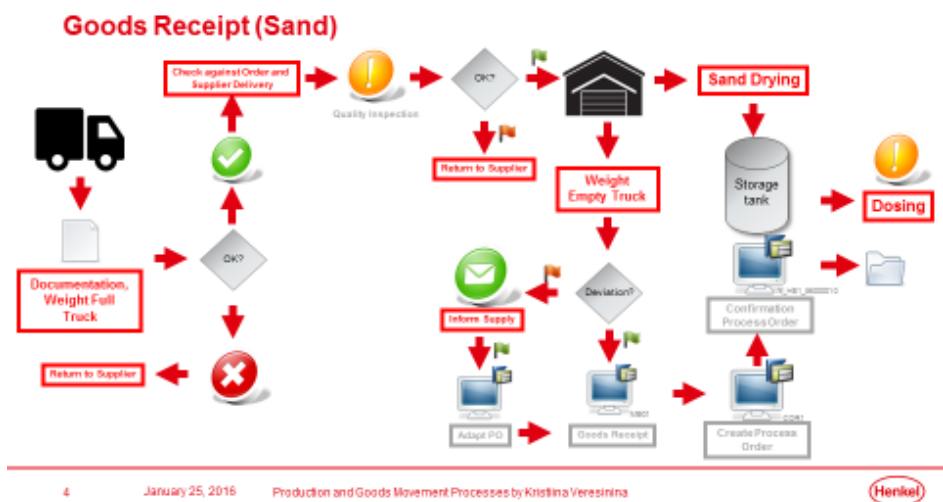 Goods Receipt (Sand)
Check against Order and
Supplier Delivery
Quality Inspection
OK?
Return to Supplier
Sand Drying
Weight
Empty Truck
Storage
tank
Dosing
OK?
Documentation,
Weight Full
Truck
Return to Supplier
Deviation?
Inform Supply
Adapt PO
Goods Receipt
Confirmation
Process Order
COR1
Create Process
Order
4
January 25, 2016
Production and Goods Movement Processes by Kristiina Veresinina
Henkel